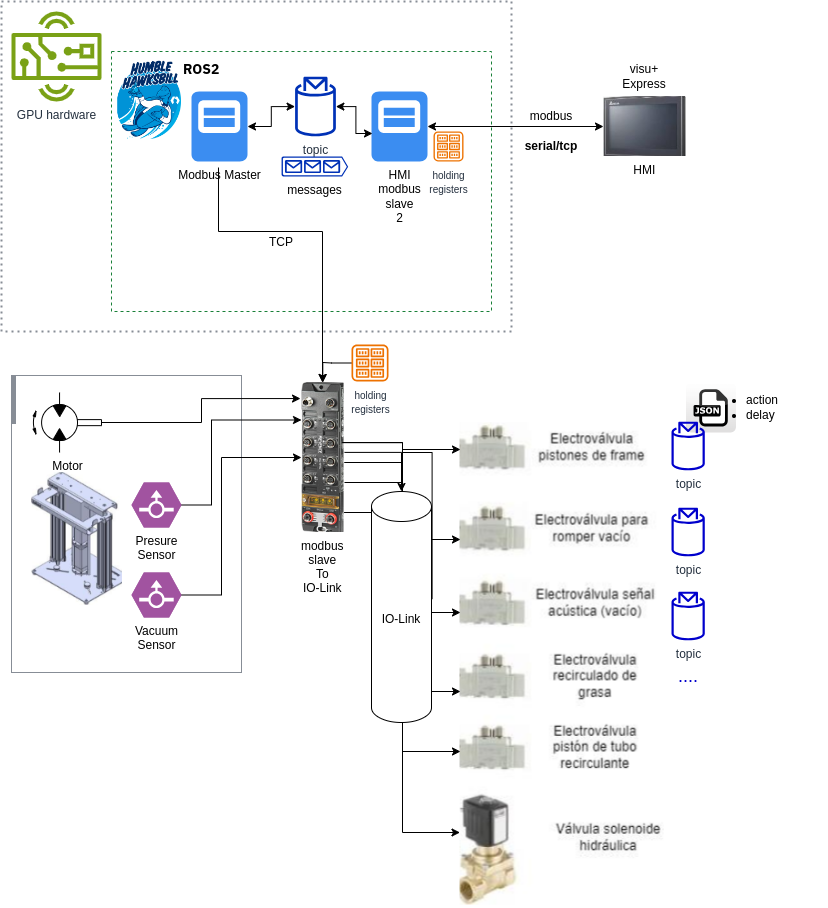 GPU hardware
HUMBLE
HAWKSBILL
ROS2
Modbus Master
topic
messages
HMI
modbus
slave
2
holding
registers
modbus
serial/tcp
visu+
Express
HMI
TCP
holding
registers
Motor
Presure
Sensor
Vacuum
Sensor
modbus
slave
To
IO-Link
IO-Link
Electroválvula
pistones de frame
Electroválvula para
romper vacío
Electroválvula señal
acústica (vacío)
Electroválvula
recirculado de
grasa
Electroválvula
pistón de tubo
recirculante
Válvula solenoide
hidráulica
JSON
• action
• delay
topic
topic
topic
....